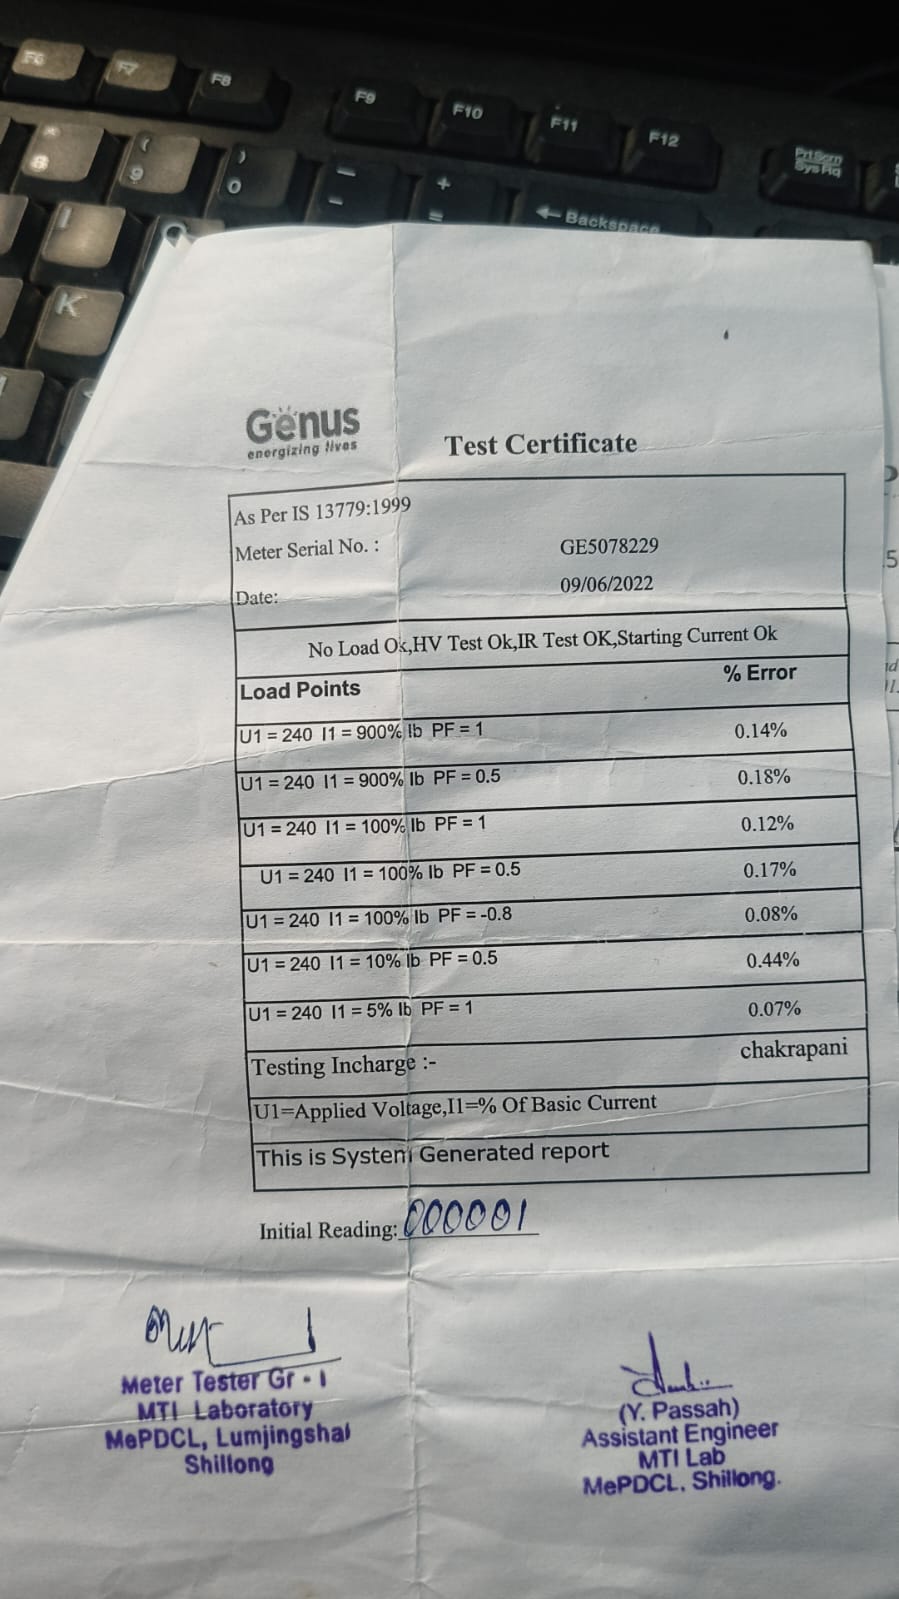 F6 F7 F8 F9 F10 F11 F12 PrtScrn
SysRq
* 8 ( 9 ) 0 — - + = ← Backspace
I
K
Genus
energizing lives
Test Certificate
As Per IS 13779:1999
Meter Serial No. : GE5078229
Date: 09/06/2022
No Load Ok,HV Test Ok,IR Test OK,Starting Current Ok
Load Points % Error
U1 = 240 I1 = 900% Ib PF = 1 0.14%
U1 = 240 I1 = 900% Ib PF = 0.5 0.18%
U1 = 240 I1 = 100% Ib PF = 1 0.12%
U1 = 240 I1 = 100% Ib PF = 0.5 0.17%
U1 = 240 I1 = 100% Ib PF = -0.8 0.08%
U1 = 240 I1 = 10% Ib PF = 0.5 0.44%
U1 = 240 I1 = 5% Ib PF = 1 0.07%
Testing Incharge :- chakrapani
U1=Applied Voltage,I1=% Of Basic Current
This is System Generated report
Initial Reading: 000001
Meter Tester Gr - I
MTI Laboratory
MePDCL, Lumjingshai
Shillong
(Y. Passah)
Assistant Engineer
MTI Lab
MePDCL, Shillong.